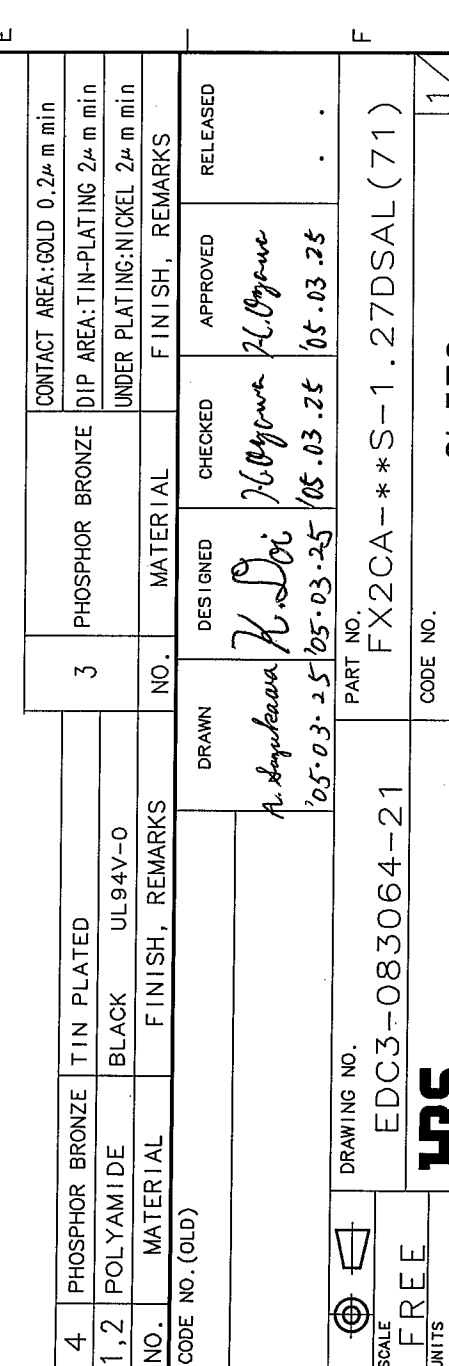 E
4 PHOSPHOR BRONZE TIN PLATED
1,2 POLYAMIDE BLACK UL94V-0
NO. MATERIAL FINISH, REMARKS
3 PHOSPHOR BRONZE
CONTACT AREA:GOLD 0.2μm min
DIP AREA:TIN-PLATING 2μm min
UNDER PLATING:NICKEL 2μm min
NO. MATERIAL FINISH, REMARKS
CODE NO.(OLD)
DRAWN DESIGNED CHECKED APPROVED RELEASED
K.Doi H.Ozawa H.Ozawa
'05.03.25 '05.03.25 '05.03.25 '05.03.25 . .
F
DRAWING NO.
EDC3-083064-21
PART NO.
FX2CA-**S-1.27DSAL(71)
SCALE
FREE
UNITS
HRS
CODE NO.
1/